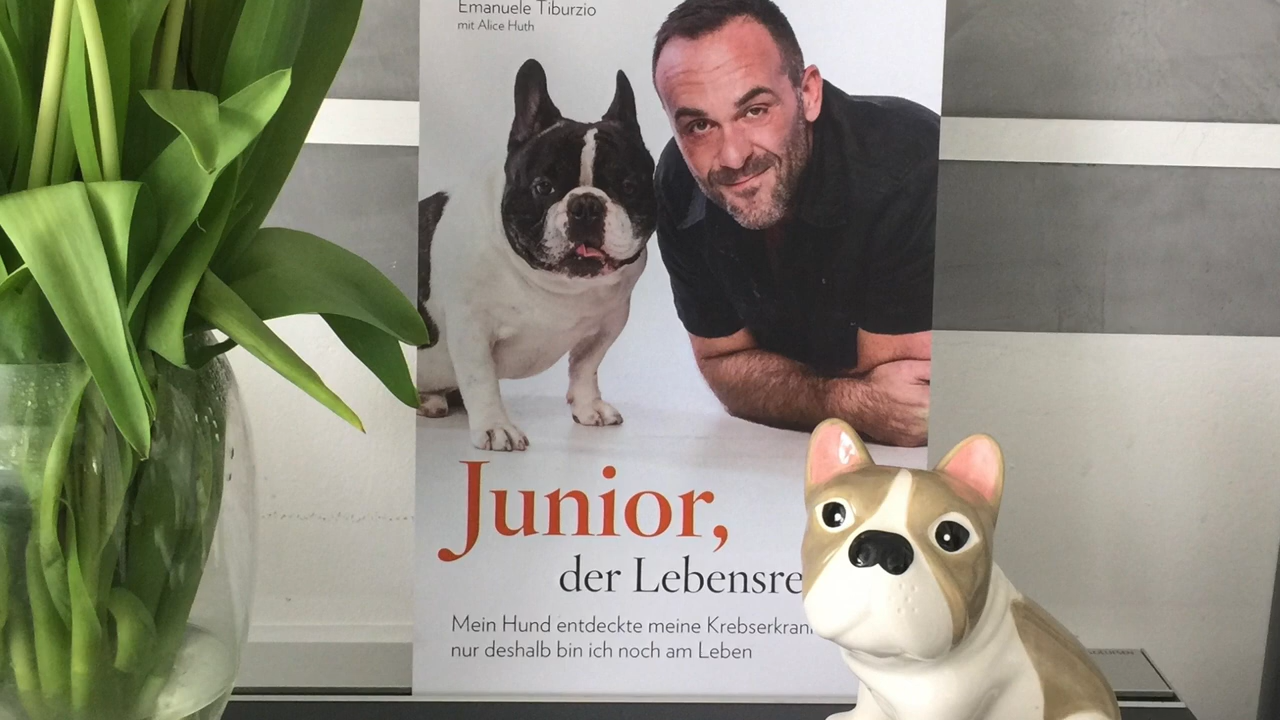 Emanuele Tiburzio
mit Alice Huth
Junior,
der Lebensre
Mein Hund entdeckte meine Krebserkran
nur deshalb bin ich noch am Leben